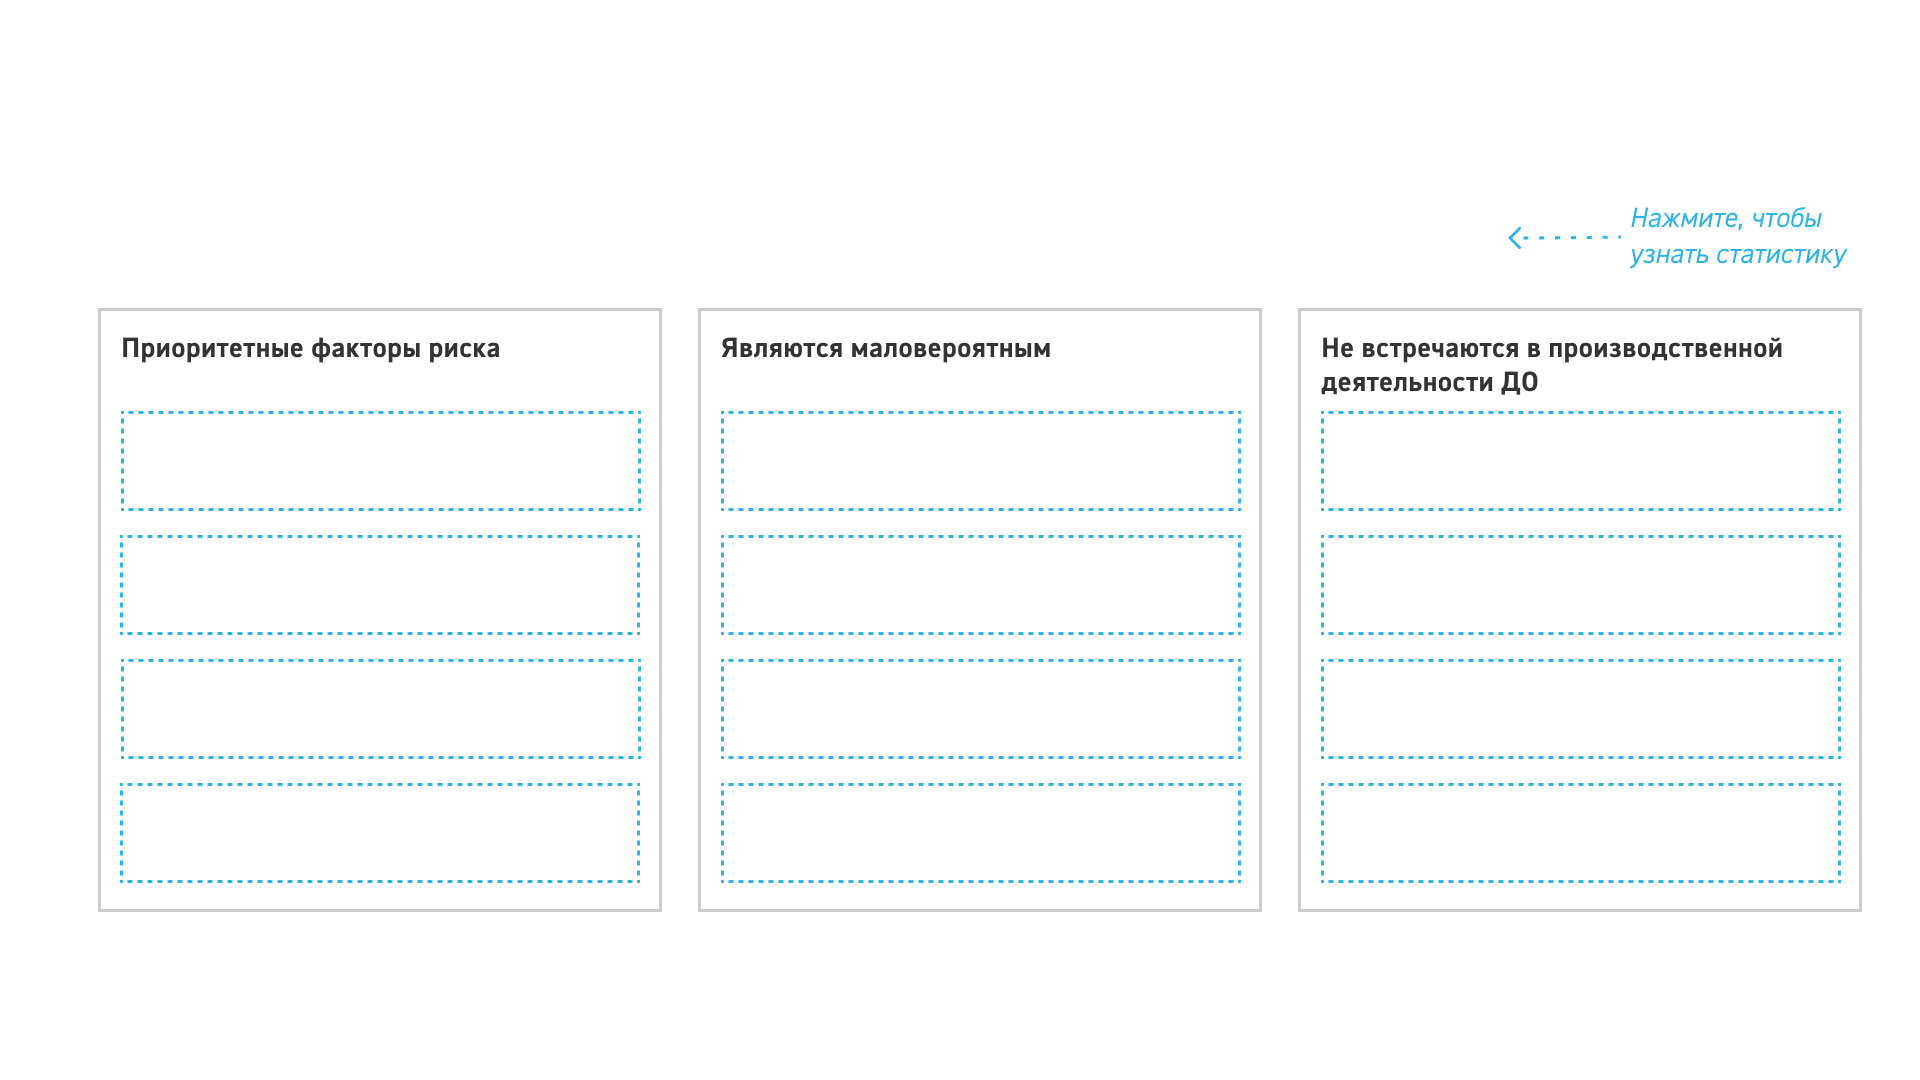 Нажмите, чтобы
узнать статистику
Приоритетные факторы риска
Являются маловероятным
Не встречаются в производственной
деятельности ДО